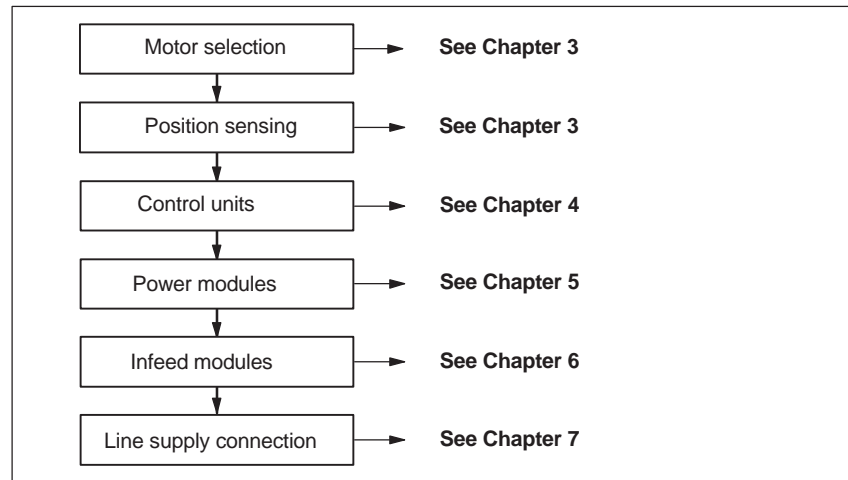 Motor selection See Chapter 3
Position sensing See Chapter 3
Control units See Chapter 4
Power modules See Chapter 5
Infeed modules See Chapter 6
Line supply connection See Chapter 7